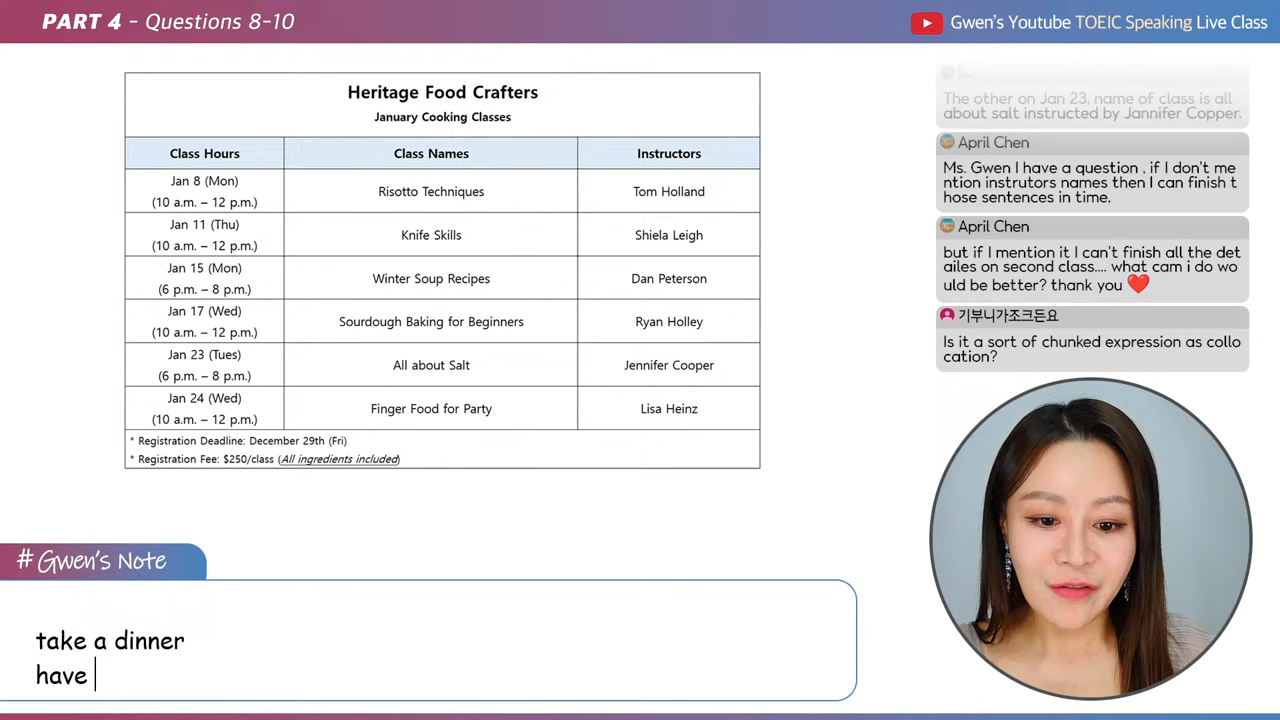 PART 4 - Questions 8-10
Gwen's Youtube TOEIC Speaking Live Class
Heritage Food Crafters
January Cooking Classes
Class Hours Class Names Instructors
Jan 8 (Mon)
(10 a.m. – 12 p.m.)
Risotto Techniques
Tom Holland
Jan 11 (Thu)
(10 a.m. – 12 p.m.)
Knife Skills
Shiela Leigh
Jan 15 (Mon)
(6 p.m. – 8 p.m.)
Winter Soup Recipes
Dan Peterson
Jan 17 (Wed)
(10 a.m. – 12 p.m.)
Sourdough Baking for Beginners
Ryan Holley
Jan 23 (Tues)
(6 p.m. – 8 p.m.)
All about Salt
Jennifer Cooper
Jan 24 (Wed)
(10 a.m. – 12 p.m.)
Finger Food for Party
Lisa Heinz
* Registration Deadline: December 29th (Fri)
* Registration Fee: $250/class (All ingredients included)
The other on Jan 23, name of class is all
about salt instructed by Jannifer Copper.
April Chen
Ms. Gwen I have a question , if I don't me
ntion instrutors names then I can finish t
hose sentences in time,
April Chen
but if I mention it I can't finish all the det
ailes on second class.... what cam i do wo
uld be better? thank you ❤️
기부니가조크든요
Is it a sort of chunked expression as collo
cation?
# Gwen's Note
take a dinner
have